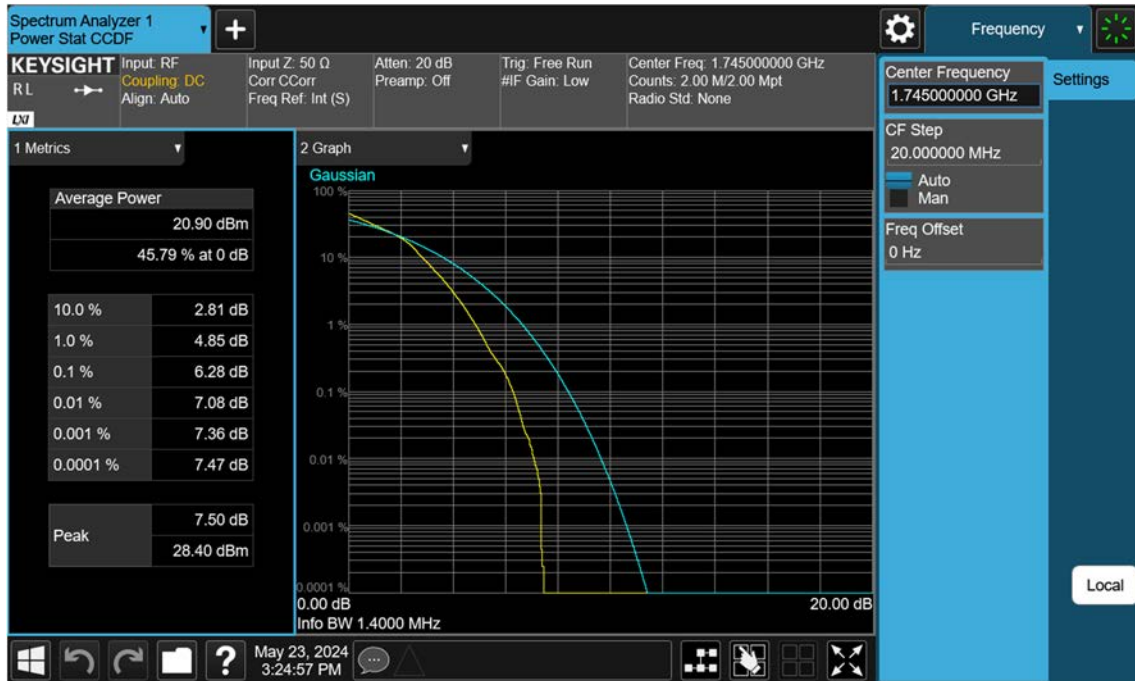 Spectrum Analyzer 1
Power Stat CCDF
Frequency
KEYSIGHT
R L
LXI
Input: RF
Coupling: DC
Align: Auto
Input Z: 50 Ω
Corr CCorr
Freq Ref: Int (S)
Atten: 20 dB
Preamp: Off
Trig: Free Run
#IF Gain: Low
Center Freq: 1.745000000 GHz
Counts: 2.00 M/2.00 Mpt
Radio Std: None
Center Frequency
1.745000000 GHz
Settings
CF Step
20.000000 MHz
Auto
Man
Freq Offset
0 Hz
Local
1 Metrics
Average Power
20.90 dBm
45.79 % at 0 dB
10.0 % 2.81 dB
1.0 % 4.85 dB
0.1 % 6.28 dB
0.01 % 7.08 dB
0.001 % 7.36 dB
0.0001 % 7.47 dB
Peak
7.50 dB
28.40 dBm
2 Graph
Gaussian
100 %
10 %
1 %
0.1 %
0.01 %
0.001 %
0.0001 %
0.00 dB 20.00 dB
Info BW 1.4000 MHz
?
May 23, 2024
3:24:57 PM